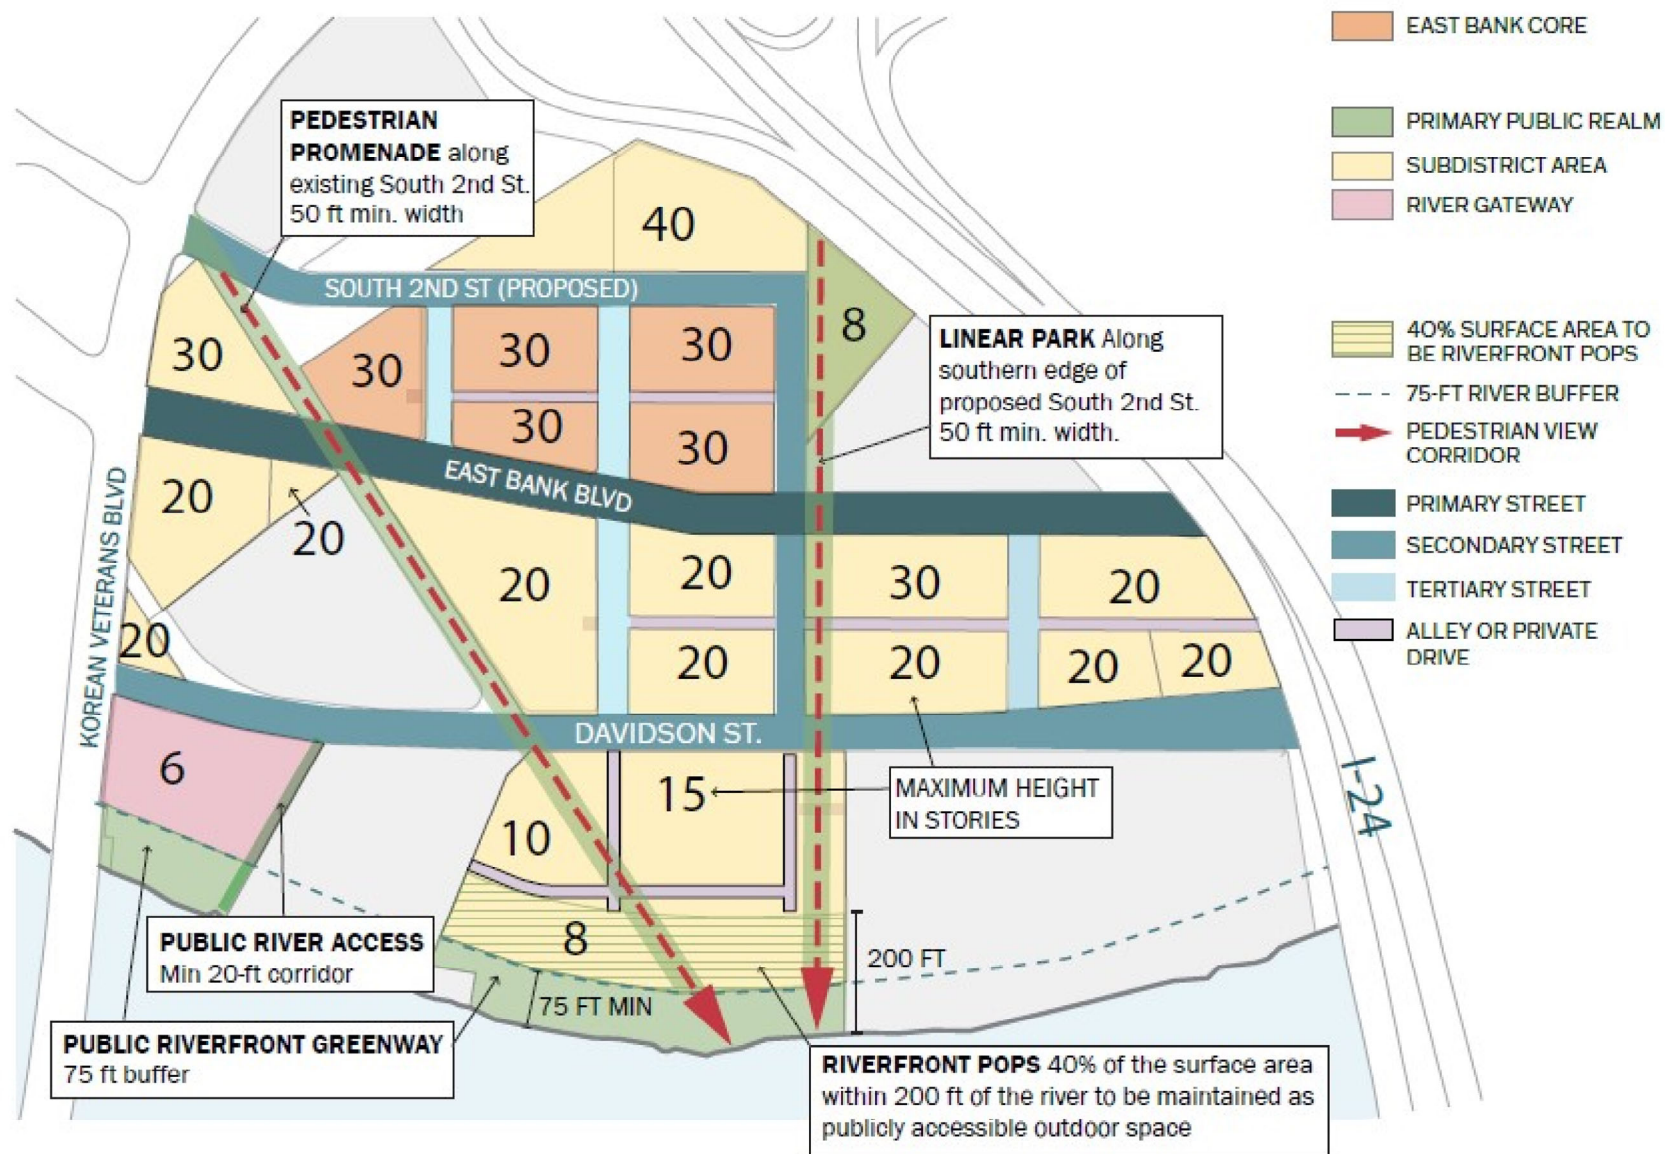 EAST BANK CORE
PRIMARY PUBLIC REALM
SUBDISTRICT AREA
RIVER GATEWAY
40% SURFACE AREA TO
BE RIVERFRONT POPS
75-FT RIVER BUFFER
PEDESTRIAN VIEW
CORRIDOR
PRIMARY STREET
SECONDARY STREET
TERTIARY STREET
ALLEY OR PRIVATE
DRIVE
PEDESTRIAN
PROMENADE along
existing South 2nd St.
50 ft min. width
40
SOUTH 2ND ST (PROPOSED)
8
30
30
30
30
30
30
LINEAR PARK Along
southern edge of
proposed South 2nd St.
50 ft min. width.
EAST BANK BLVD
KOREAN VETERANS BLVD
20
20
20
20
30
20
20
20
20
20
20
DAVIDSON ST.
6
15
10
MAXIMUM HEIGHT
IN STORIES
I-24
PUBLIC RIVER ACCESS
Min 20-ft corridor
8
200 FT
75 FT MIN
PUBLIC RIVERFRONT GREENWAY
75 ft buffer
RIVERFRONT POPS 40% of the surface area
within 200 ft of the river to be maintained as
publicly accessible outdoor space